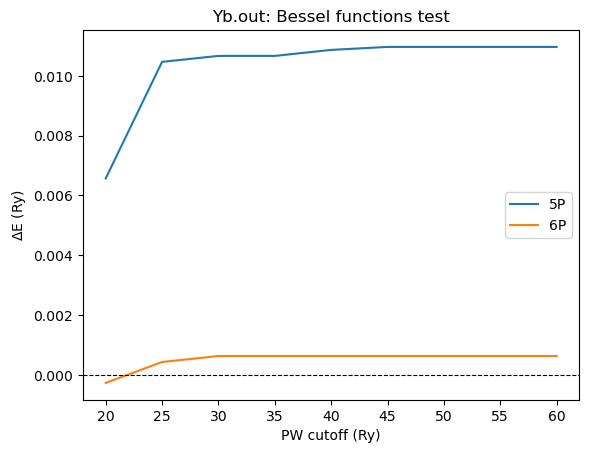 Yb.out: Bessel functions test
ΔE (Ry)
0.010
0.008
0.006
0.004
0.002
0.000
5P
6P
20 25 30 35 40 45 50 55 60
PW cutoff (Ry)